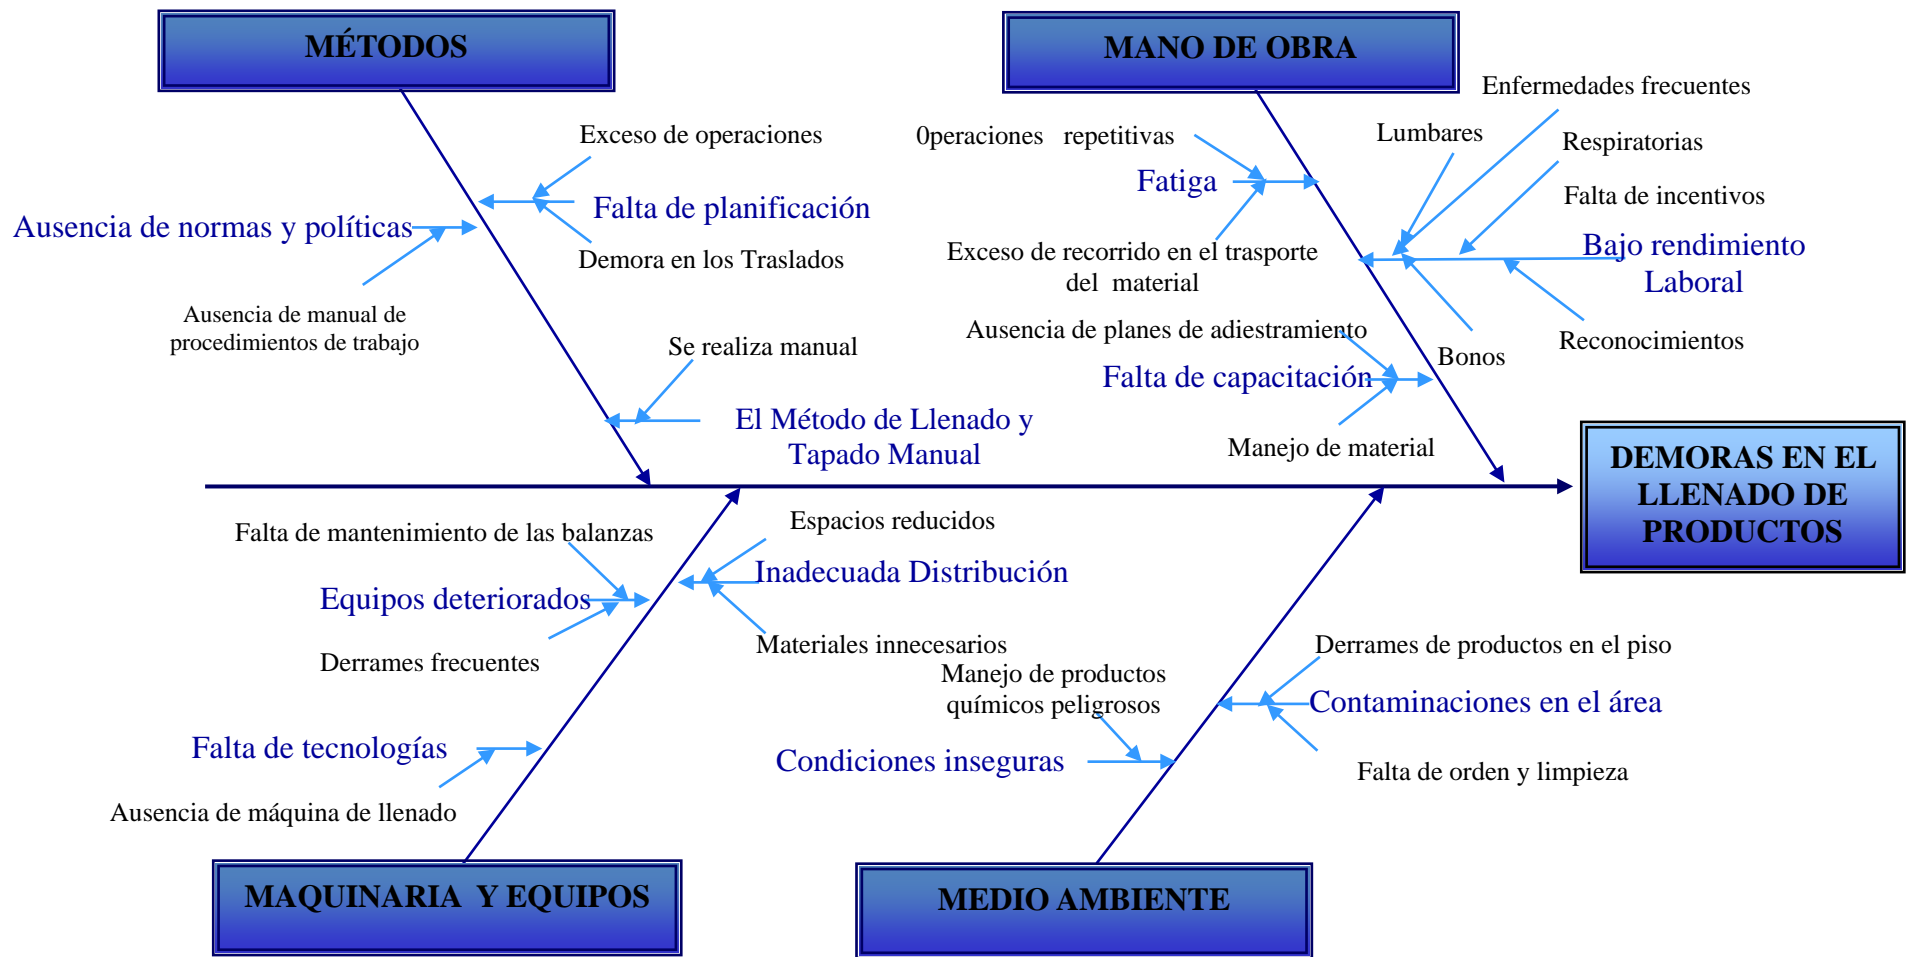 MÉTODOS
MANO DE OBRA
Exceso de operaciones
Falta de planificación
Ausencia de normas y políticas
Demora en los Traslados
Ausencia de manual de
procedimientos de trabajo
Se realiza manual
El Método de Llenado y
Tapado Manual
0peraciones repetitivas
Fatiga
Exceso de recorrido en el trasporte
del material
Enfermedades frecuentes
Lumbares
Respiratorias
Falta de incentivos
Bajo rendimiento
Laboral
Reconocimientos
Bonos
Ausencia de planes de adiestramiento
Falta de capacitación
Manejo de material
DEMORAS EN EL
LLENADO DE
PRODUCTOS
Falta de mantenimiento de las balanzas
Equipos deteriorados
Derrames frecuentes
Espacios reducidos
Inadecuada Distribución
Materiales innecesarios
Falta de tecnologías
Ausencia de máquina de llenado
Manejo de productos
químicos peligrosos
Condiciones inseguras
Derrames de productos en el piso
Contaminaciones en el área
Falta de orden y limpieza
MAQUINARIA Y EQUIPOS
MEDIO AMBIENTE